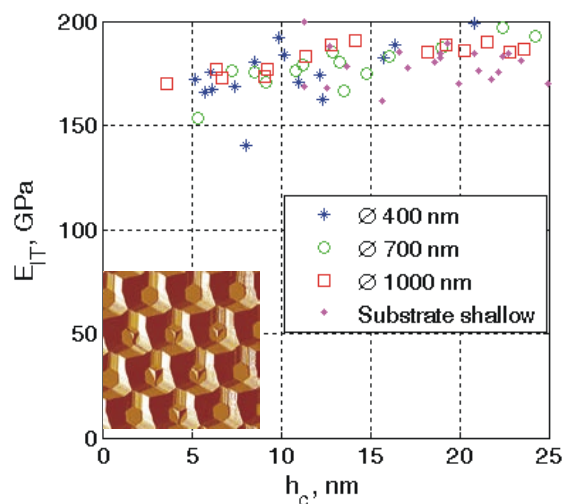 200
150
100
50
0
E_IT, GPa
∅ 400 nm
∅ 700 nm
∅ 1000 nm
Substrate shallow
0 5 10 15 20 25
h_c, nm